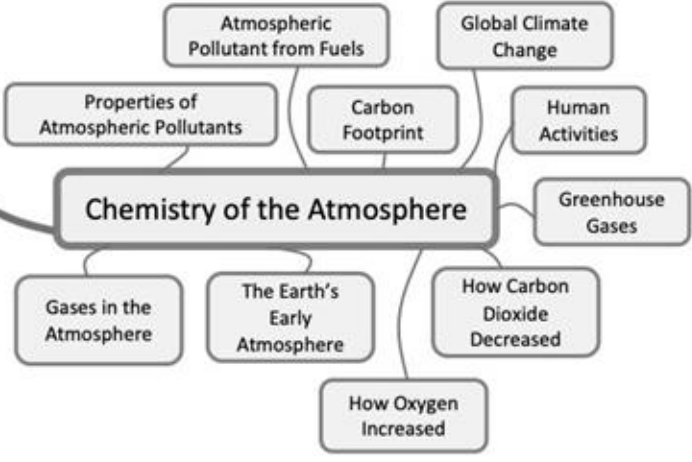 Atmospheric
Pollutant from Fuels
Global Climate
Change
Properties of
Atmospheric Pollutants
Carbon
Footprint
Human
Activities
Chemistry of the Atmosphere
Greenhouse
Gases
Gases in the
Atmosphere
The Earth's
Early
Atmosphere
How Carbon
Dioxide
Decreased
How Oxygen
Increased